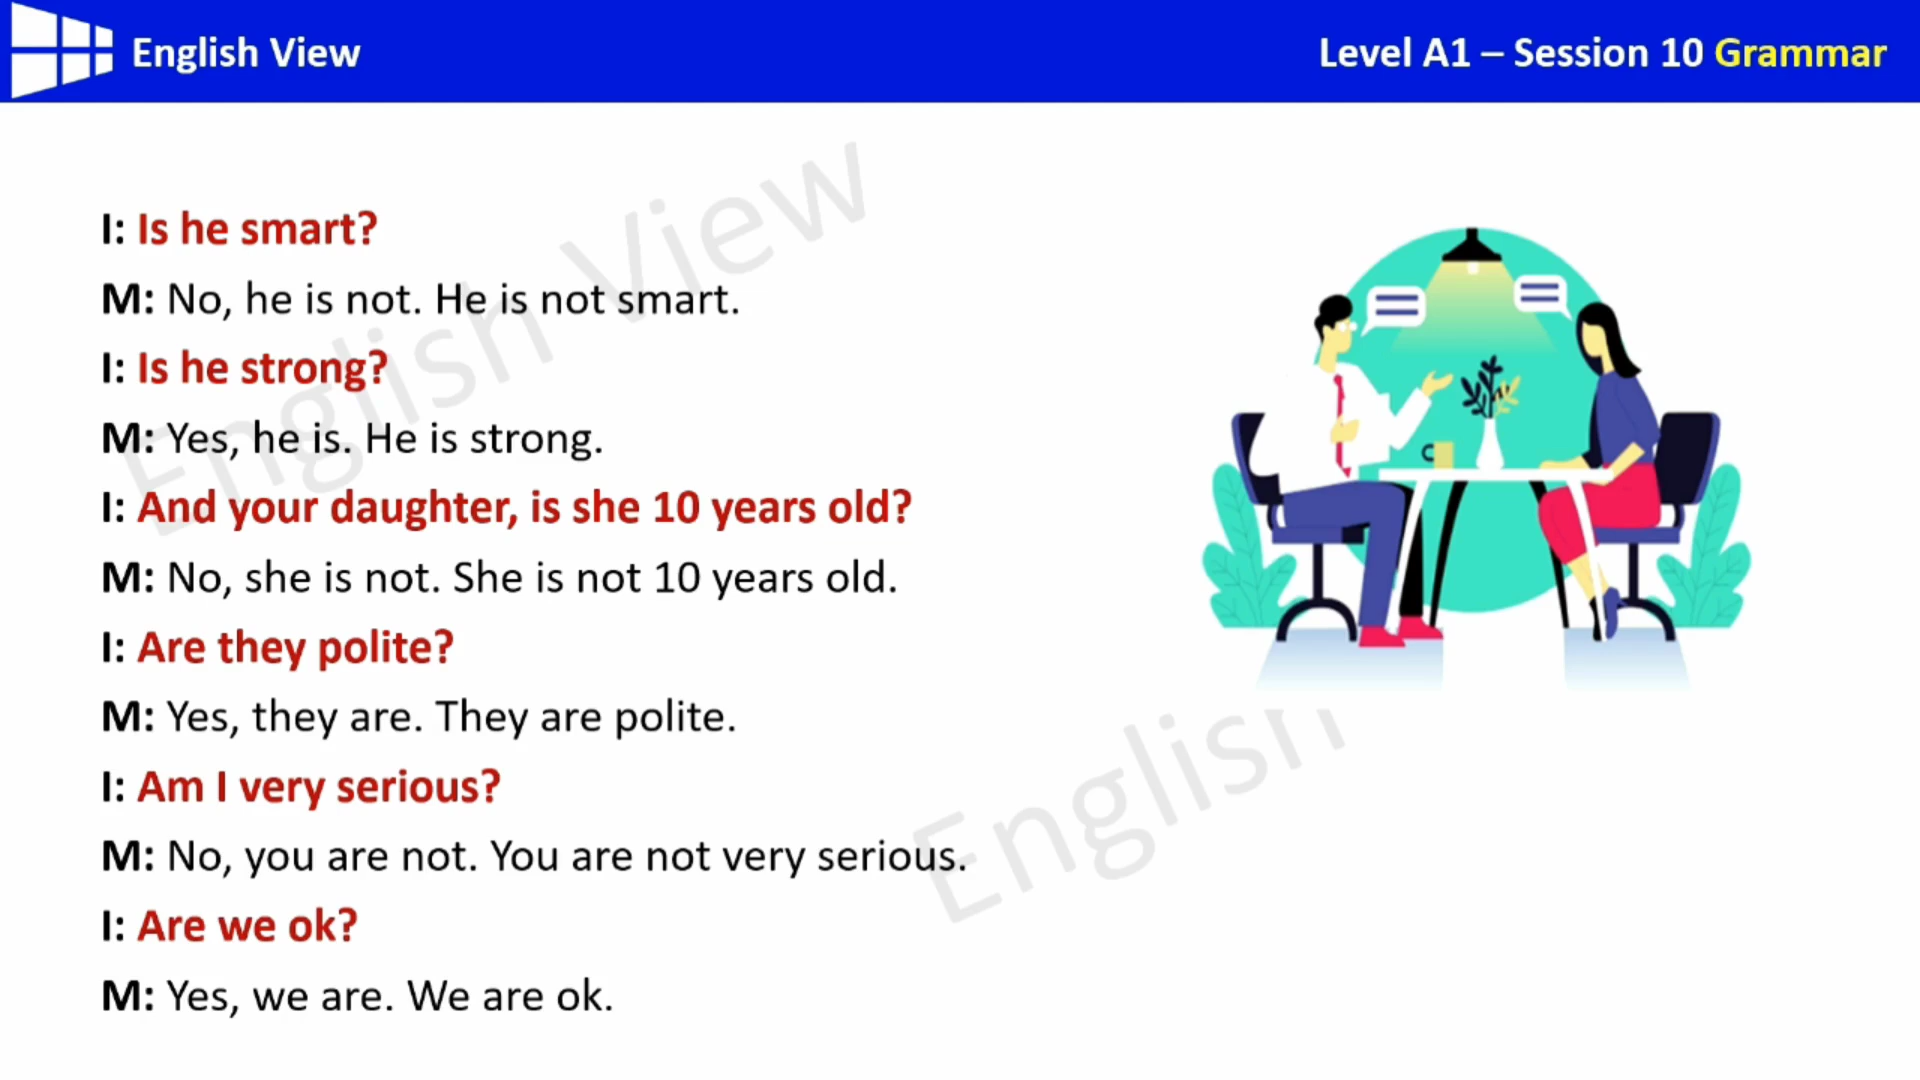 English View
Level A1 – Session 10 Grammar
I: Is he smart?
M: No, he is not. He is not smart.
I: Is he strong?
M: Yes, he is. He is strong.
I: And your daughter, is she 10 years old?
M: No, she is not. She is not 10 years old.
I: Are they polite?
M: Yes, they are. They are polite.
I: Am I very serious?
M: No, you are not. You are not very serious.
I: Are we ok?
M: Yes, we are. We are ok.
English View
English